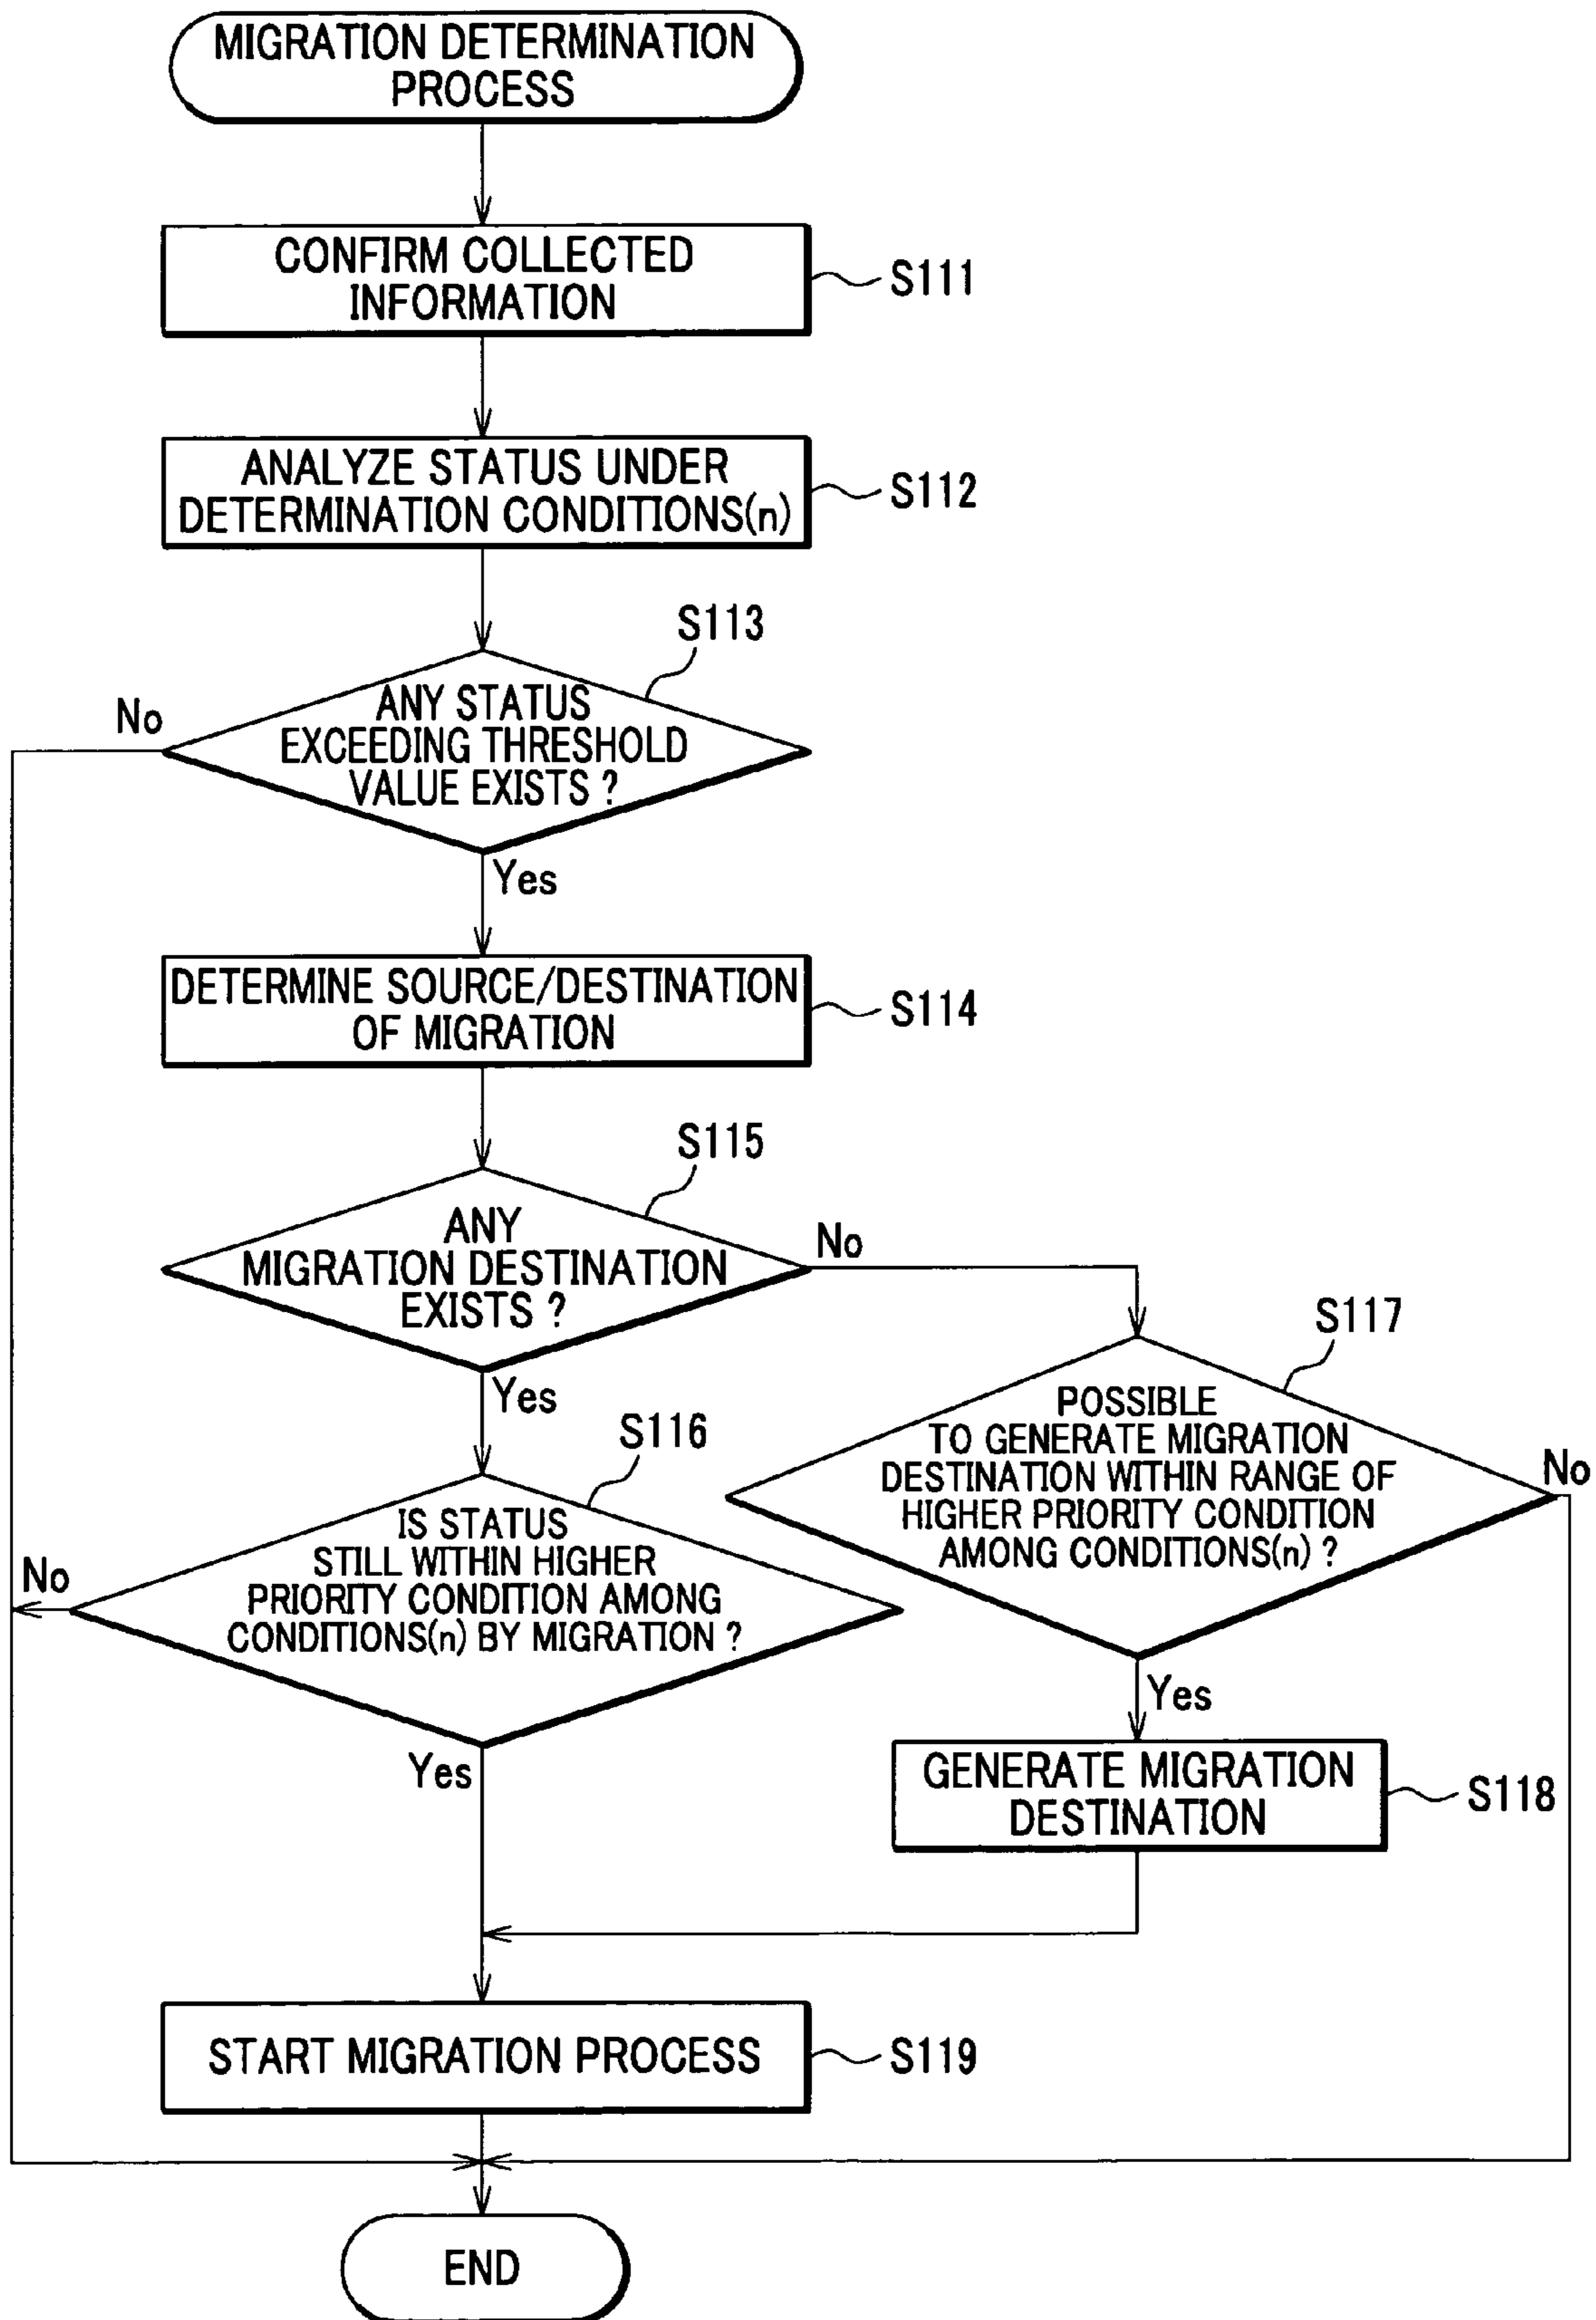 MIGRATION DETERMINATION
PROCESS
CONFIRM COLLECTED
INFORMATION
S111
ANALYZE STATUS UNDER
DETERMINATION CONDITIONS(n)
S112
S113
No
ANY STATUS
EXCEEDING THRESHOLD
VALUE EXISTS ?
Yes
DETERMINE SOURCE/DESTINATION
OF MIGRATION
S114
S115
ANY
MIGRATION DESTINATION
EXISTS ?
No
Yes
S117
POSSIBLE
TO GENERATE MIGRATION
DESTINATION WITHIN RANGE OF
HIGHER PRIORITY CONDITION
AMONG CONDITIONS(n) ?
No
S116
IS STATUS
STILL WITHIN HIGHER
PRIORITY CONDITION AMONG
CONDITIONS(n) BY MIGRATION ?
No
Yes
Yes
GENERATE MIGRATION
DESTINATION
S118
START MIGRATION PROCESS
S119
END